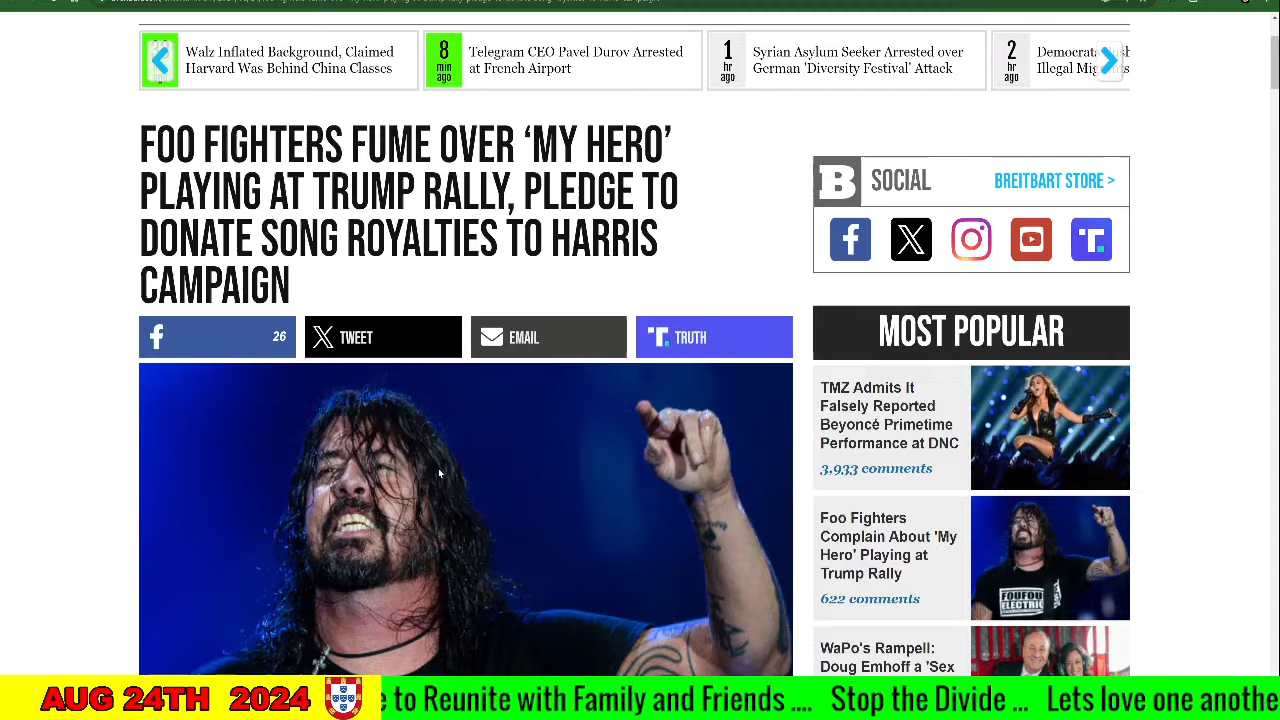 Walz Inflated Background, Claimed
Harvard Was Behind China Classes
8
min
ago
Telegram CEO Pavel Durov Arrested
at French Airport
1
hr
ago
Syrian Asylum Seeker Arrested over
German 'Diversity Festival' Attack
2
hr
ago
FOO FIGHTERS FUME OVER ‘MY HERO’
PLAYING AT TRUMP RALLY, PLEDGE TO
DONATE SONG ROYALTIES TO HARRIS
CAMPAIGN
26
TWEET
EMAIL
T. TRUTH
B SOCIAL
BREITBART STORE >
MOST POPULAR
TMZ Admits It
Falsely Reported
Beyoncé Primetime
Performance at DNC
3,933 comments
Foo Fighters
Complain About 'My
Hero' Playing at
Trump Rally
622 comments
FOUFOU
ELECTRIC
WaPo's Rampell:
Doug Emhoff a 'Sex
AUG 24TH 2024
to Reunite with Family and Friends .... Stop the Divide ... Lets love one anothe